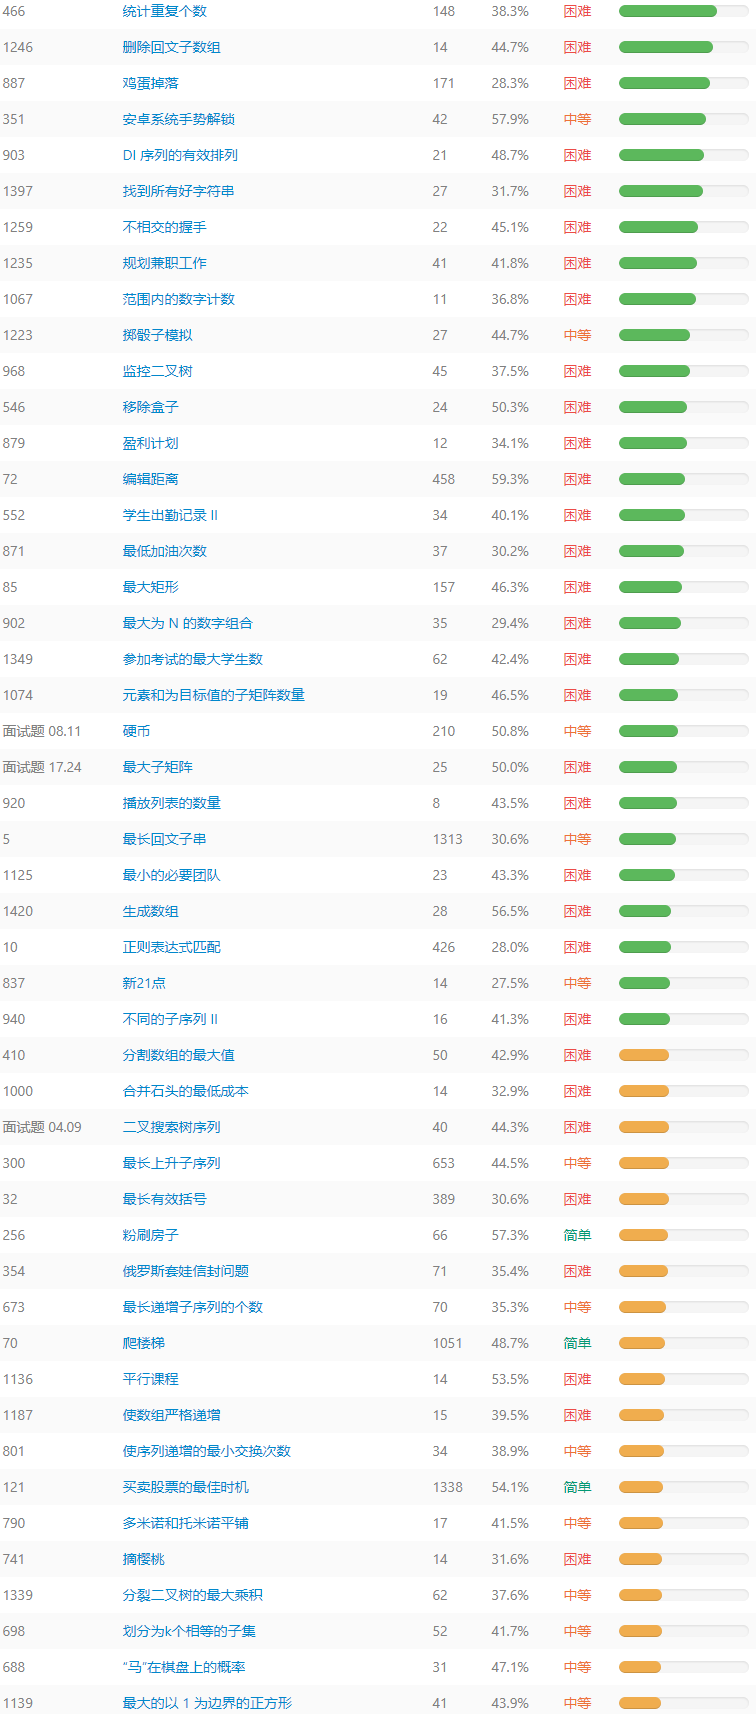 466 统计重复个数 148 38.3% 困难
1246 删除回文子数组 14 44.7% 困难
887 鸡蛋掉落 171 28.3% 困难
351 安卓系统手势解锁 42 57.9% 中等
903 DI 序列的有效排列 21 48.7% 困难
1397 找到所有好字符串 27 31.7% 困难
1259 不相交的握手 22 45.1% 困难
1235 规划兼职工作 41 41.8% 困难
1067 范围内的数字计数 11 36.8% 困难
1223 掷骰子模拟 27 44.7% 中等
968 监控二叉树 45 37.5% 困难
546 移除盒子 24 50.3% 困难
879 盈利计划 12 34.1% 困难
72 编辑距离 458 59.3% 困难
552 学生出勤记录 II 34 40.1% 困难
871 最低加油次数 37 30.2% 困难
85 最大矩形 157 46.3% 困难
902 最大为 N 的数字组合 35 29.4% 困难
1349 参加考试的最大学生数 62 42.4% 困难
1074 元素和为目标值的子矩阵数量 19 46.5% 困难
面试题 08.11 硬币 210 50.8% 中等
面试题 17.24 最大子矩阵 25 50.0% 困难
920 播放列表的数量 8 43.5% 困难
5 最长回文子串 1313 30.6% 中等
1125 最小的必要团队 23 43.3% 困难
1420 生成数组 28 56.5% 困难
10 正则表达式匹配 426 28.0% 困难
837 新21点 14 27.5% 中等
940 不同的子序列 II 16 41.3% 困难
410 分割数组的最大值 50 42.9% 困难
1000 合并石头的最低成本 14 32.9% 困难
面试题 04.09 二叉搜索树序列 40 44.3% 困难
300 最长上升子序列 653 44.5% 中等
32 最长有效括号 389 30.6% 困难
256 粉刷房子 66 57.3% 简单
354 俄罗斯套娃信封问题 71 35.4% 困难
673 最长递增子序列的个数 70 35.3% 中等
70 爬楼梯 1051 48.7% 简单
1136 平行课程 14 53.5% 困难
1187 使数组严格递增 15 39.5% 困难
801 使序列递增的最小交换次数 34 38.9% 中等
121 买卖股票的最佳时机 1338 54.1% 简单
790 多米诺和托米诺平铺 17 41.5% 中等
741 摘樱桃 14 31.6% 困难
1339 分裂二叉树的最大乘积 62 37.6% 中等
698 划分为k个相等的子集 52 41.7% 中等
688 “马”在棋盘上的概率 31 47.1% 中等
1139 最大的以 1 为边界的正方形 41 43.9% 中等